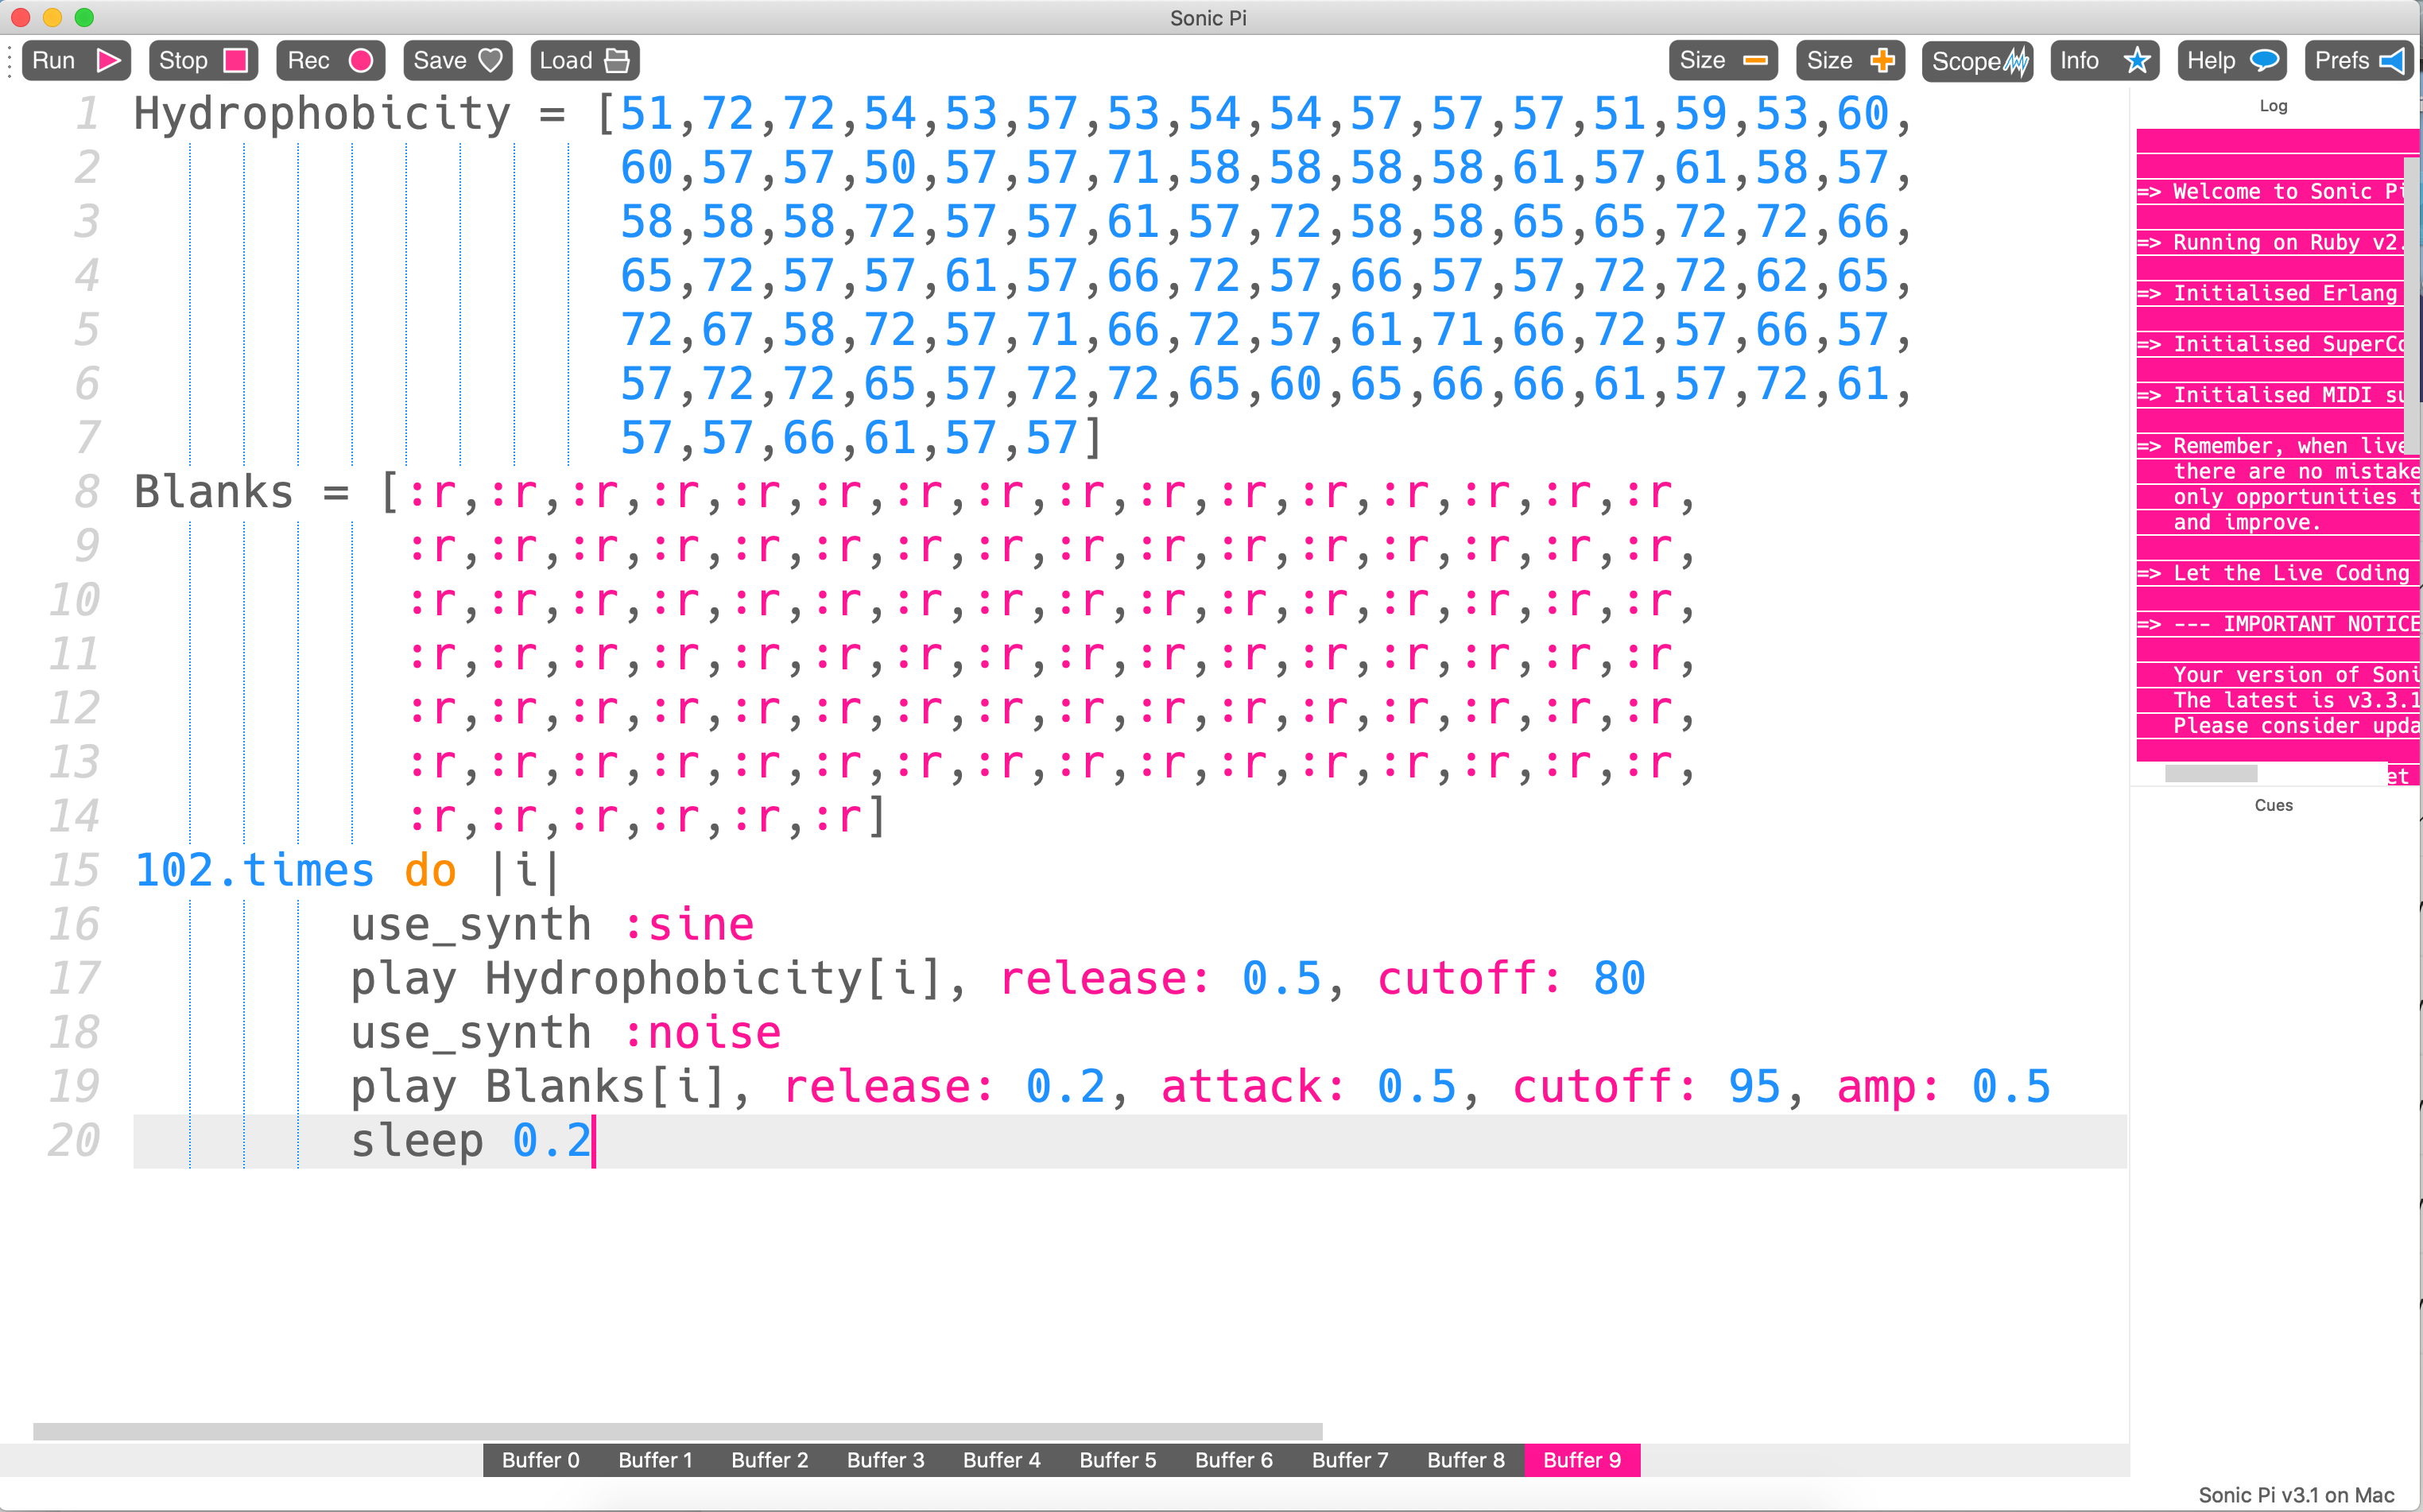 Sonic Pi
Run Stop Rec Save Load Size Size Scope Info Help Prefs
1 Hydrophobicity = [51,72,72,54,53,57,53,54,54,57,57,57,51,59,53,60,
2 60,57,57,50,57,57,71,58,58,58,58,61,57,61,58,57,
3 58,58,58,72,57,57,61,57,72,58,58,65,65,72,72,66,
4 65,72,57,57,61,57,66,72,57,66,57,57,72,72,62,65,
5 72,67,58,72,57,71,66,72,57,61,71,66,72,57,66,57,
6 57,72,72,65,57,72,72,65,60,65,66,66,61,57,72,61,
7 57,57,66,61,57,57]
8 Blanks = [:r,:r,:r,:r,:r,:r,:r,:r,:r,:r,:r,:r,:r,:r,:r,:r,
9 :r,:r,:r,:r,:r,:r,:r,:r,:r,:r,:r,:r,:r,:r,:r,:r,
10 :r,:r,:r,:r,:r,:r,:r,:r,:r,:r,:r,:r,:r,:r,:r,:r,
11 :r,:r,:r,:r,:r,:r,:r,:r,:r,:r,:r,:r,:r,:r,:r,:r,
12 :r,:r,:r,:r,:r,:r,:r,:r,:r,:r,:r,:r,:r,:r,:r,:r,
13 :r,:r,:r,:r,:r,:r,:r,:r,:r,:r,:r,:r,:r,:r,:r,:r,
14 :r,:r,:r,:r,:r,:r]
15 102.times do |i|
16 use_synth :sine
17 play Hydrophobicity[i], release: 0.5, cutoff: 80
18 use_synth :noise
19 play Blanks[i], release: 0.2, attack: 0.5, cutoff: 95, amp: 0.5
20 sleep 0.2
Log
=> Welcome to Sonic Pi
=> Running on Ruby v2.
=> Initialised Erlang
=> Initialised SuperCo
=> Initialised MIDI su
=> Remember, when live
there are no mistake
only opportunities t
and improve.
=> Let the Live Coding
=> --- IMPORTANT NOTICE
Your version of Soni
The latest is v3.3.1
Please consider upda
et
Cues
Buffer 0 Buffer 1 Buffer 2 Buffer 3 Buffer 4 Buffer 5 Buffer 6 Buffer 7 Buffer 8 Buffer 9
Sonic Pi v3.1 on Mac